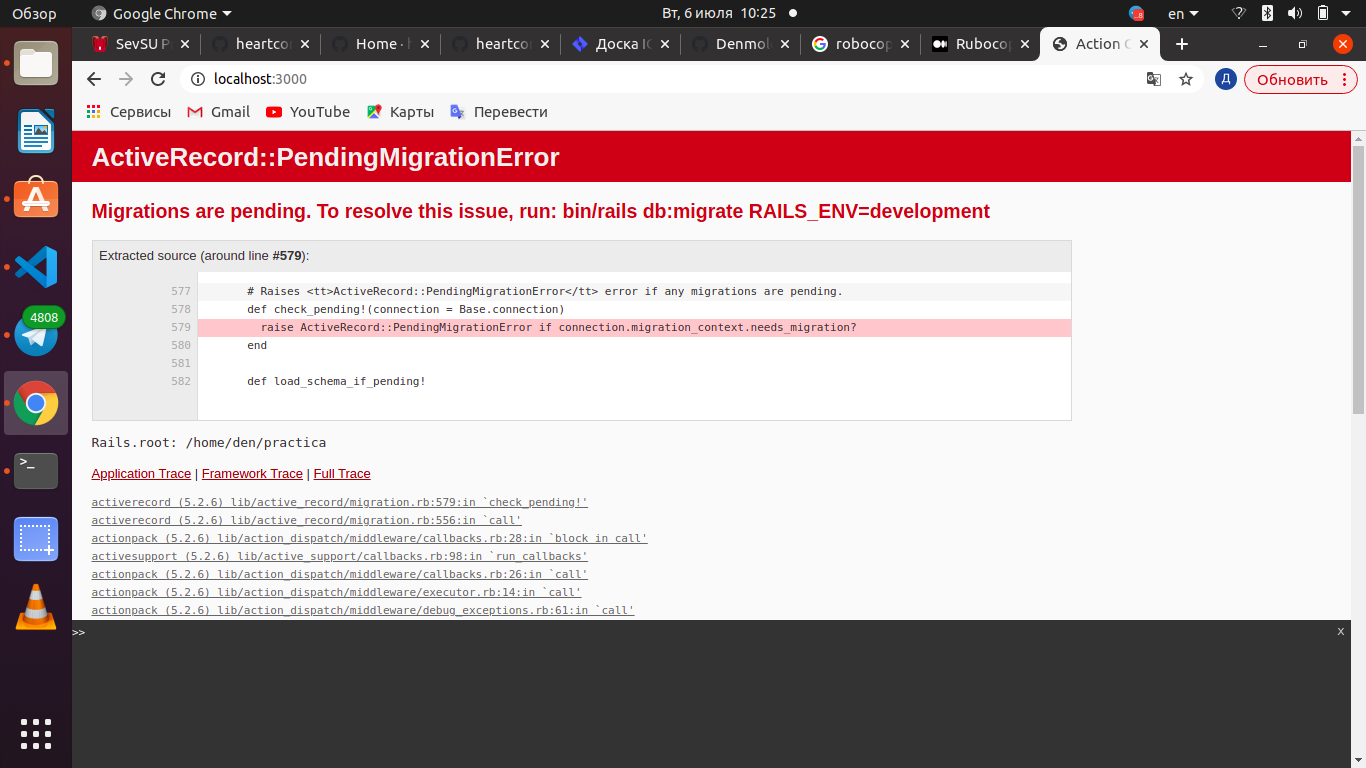 Обзор
Google Chrome
Вт, 6 июля 10:25
en
SevSU P
heartco
Home ·
heartco
Доска I
Denmol
robocop
Rubocop
Action
localhost:3000
Д
Обновить
Сервисы
Gmail
YouTube
Карты
Перевести
ActiveRecord::PendingMigrationError
Migrations are pending. To resolve this issue, run: bin/rails db:migrate RAILS_ENV=development
Extracted source (around line #579):
577 # Raises <tt>ActiveRecord::PendingMigrationError</tt> error if any migrations are pending.
578 def check_pending!(connection = Base.connection)
579 raise ActiveRecord::PendingMigrationError if connection.migration_context.needs_migration?
580 end
581
582 def load_schema_if_pending!
4808
Rails.root: /home/den/practica
Application Trace | Framework Trace | Full Trace
activerecord (5.2.6) lib/active_record/migration.rb:579:in `check_pending!'
activerecord (5.2.6) lib/active_record/migration.rb:556:in `call'
actionpack (5.2.6) lib/action_dispatch/middleware/callbacks.rb:28:in `block in call'
activesupport (5.2.6) lib/active_support/callbacks.rb:98:in `run_callbacks'
actionpack (5.2.6) lib/action_dispatch/middleware/callbacks.rb:26:in `call'
actionpack (5.2.6) lib/action_dispatch/middleware/executor.rb:14:in `call'
actionpack (5.2.6) lib/action_dispatch/middleware/debug_exceptions.rb:61:in `call'
>>
x